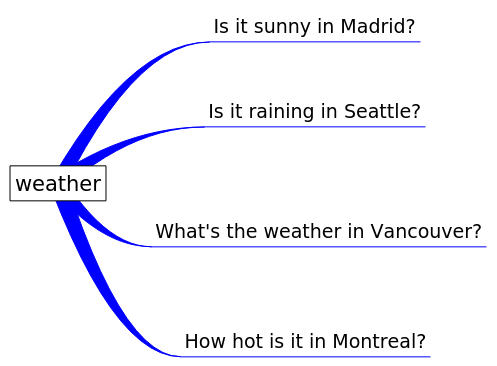 Is it sunny in Madrid?
Is it raining in Seattle?
weather
What's the weather in Vancouver?
How hot is it in Montreal?